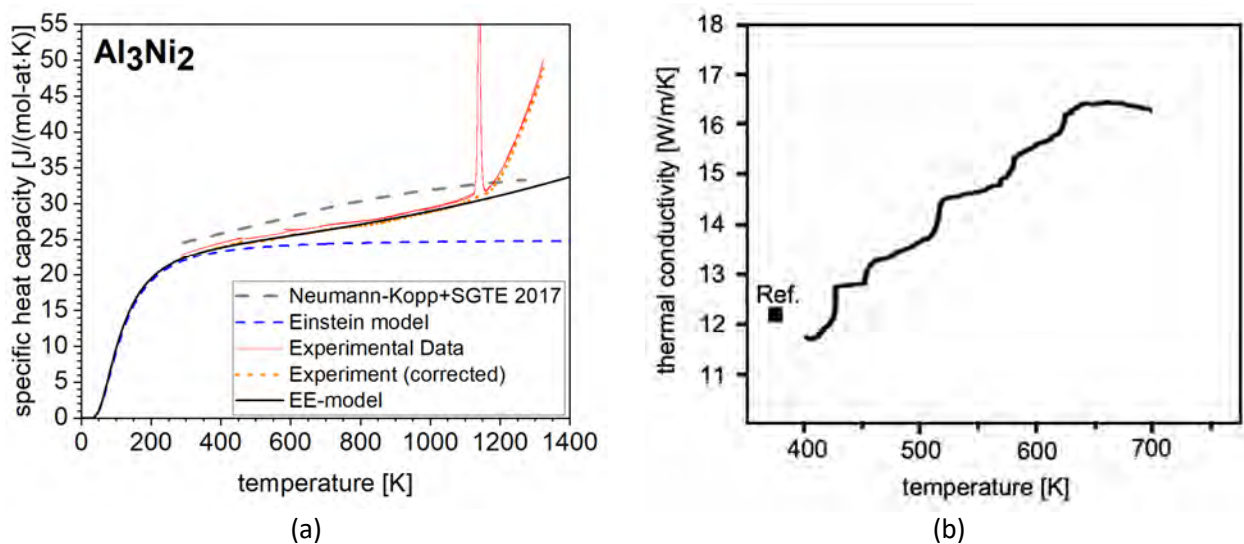 Al₃Ni₂
specific heat capacity [J/(mol-at·K)]
55
50
45
40
35
30
25
20
15
10
5
0
Neumann-Kopp+SGTE 2017
Einstein model
Experimental Data
Experiment (corrected)
EE-model
0 200 400 600 800 1000 1200 1400
temperature [K]
(a)
thermal conductivity [W/m/K]
18
17
16
15
14
13
12
11
Ref.
400 500 600 700
temperature [K]
(b)